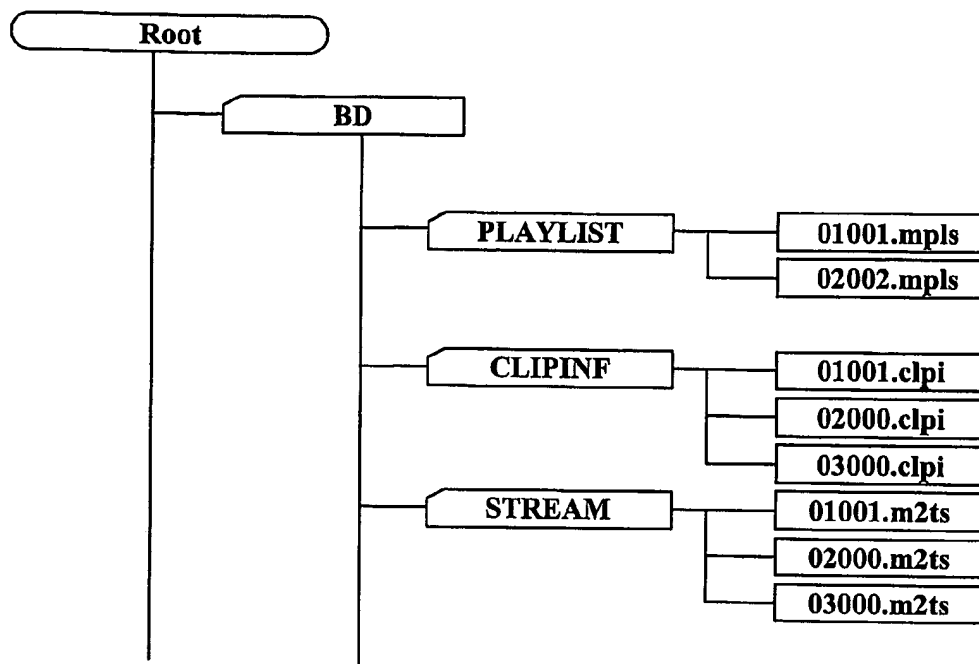 Root
BD
PLAYLIST
01001.mpls
02002.mpls
CLIPINF
01001.clpi
02000.clpi
03000.clpi
STREAM
01001.m2ts
02000.m2ts
03000.m2ts